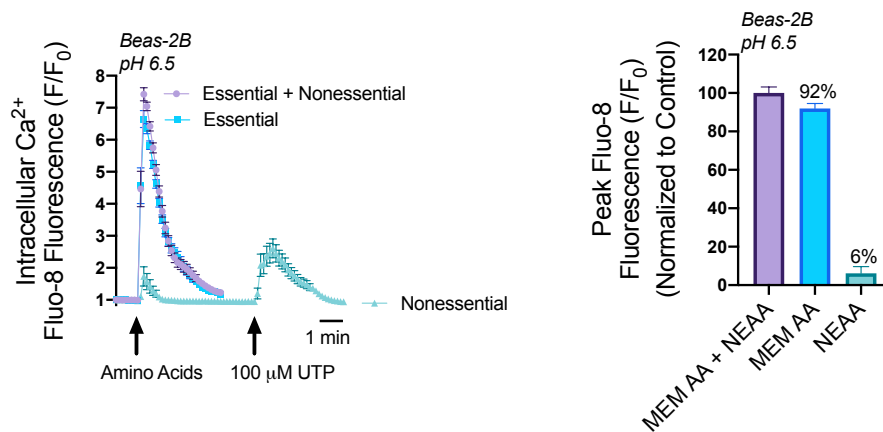 Beas-2B
pH 6.5
Intracellular Ca2+
Fluo-8 Fluorescence (F/F0)
8
7
6
5
4
3
2
1
Essential + Nonessential
Essential
Nonessential
1 min
Amino Acids
100 μM UTP
Beas-2B
pH 6.5
Peak Fluo-8
Fluorescence (F/F0)
(Normalized to Control)
120
100
80
60
40
20
0
92%
6%
MEM AA + NEAA
MEM AA
NEAA